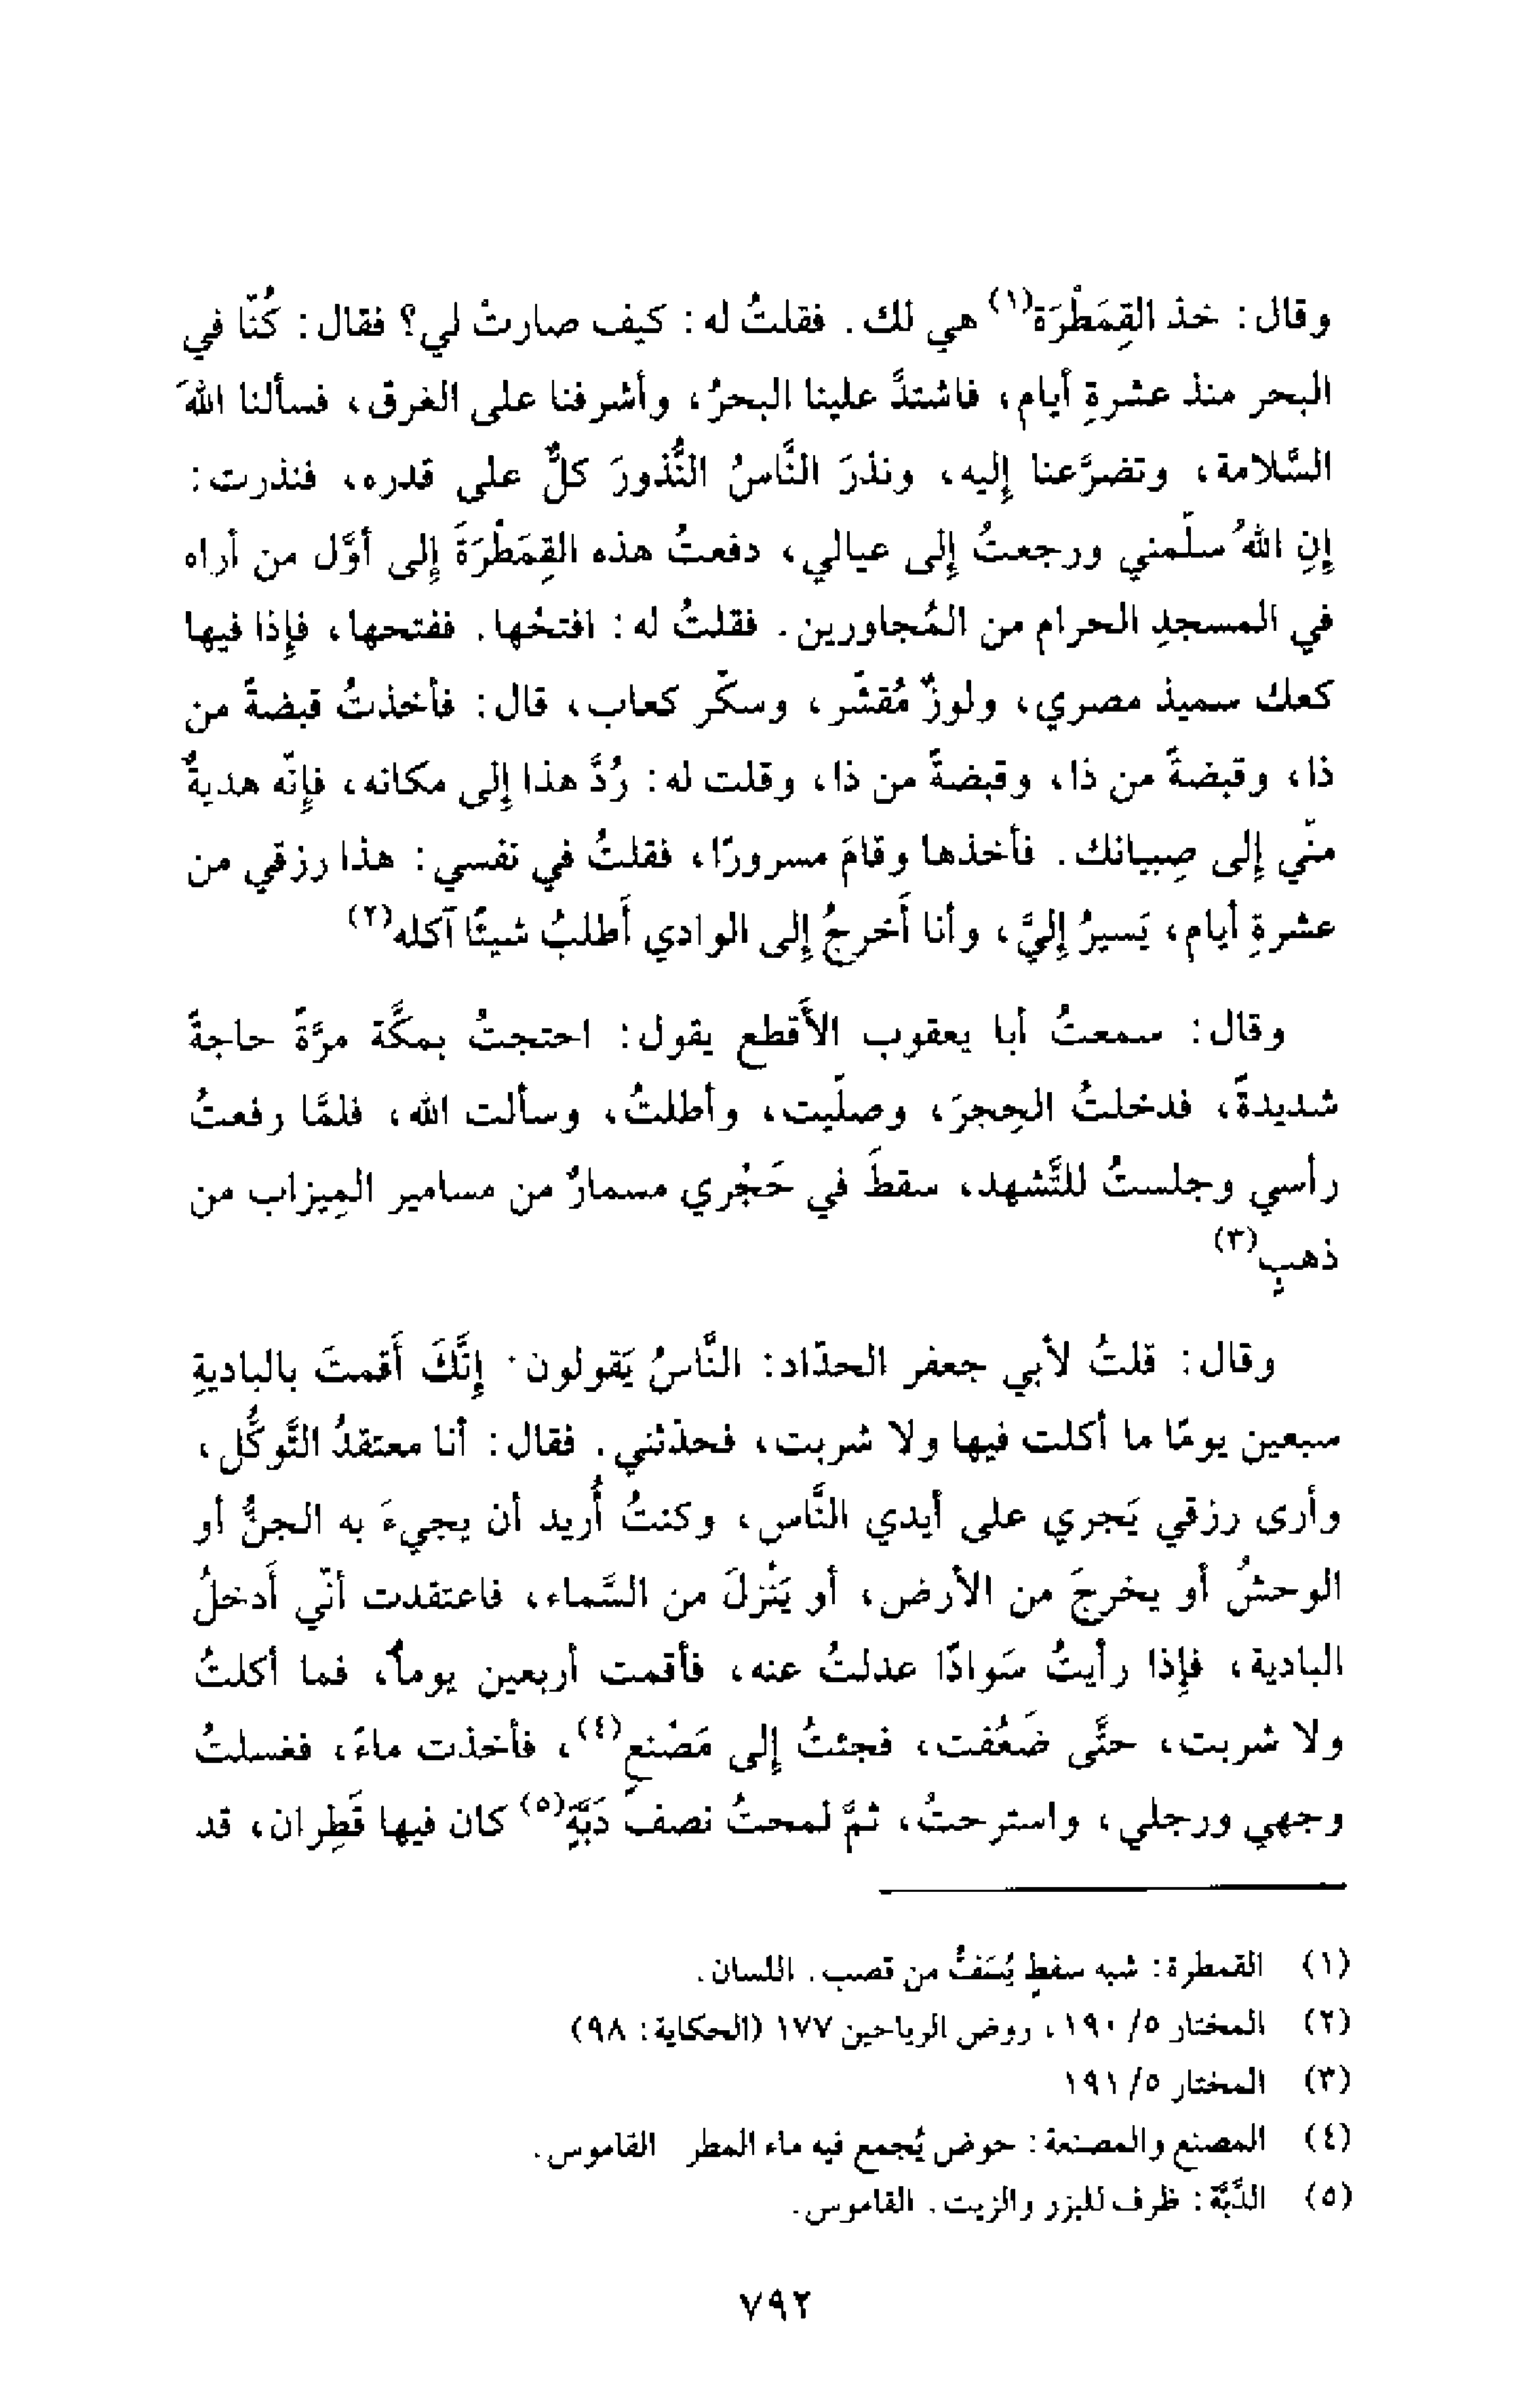 وقال: خذ القِمَطْرَة(١) هي لك. فقلتُ له: كيف صارتْ لي؟ فقال: كُنّا في
البحر منذ عشرةِ أيام، فاشتدَّ علينا البحرُ، وأشرفنا على الغرق، فسألنا اللهَ
السَّلامة، وتضرَّعنا إليه، ونذرَ النَّاسُ النُّذورَ كلٌّ على قدره، فنذرت:
إنِ اللهُ سلّمني ورجعتُ إلى عيالي، دفعتُ هذه القِمَطْرَةَ إلى أوَّل من أراه
في المسجدِ الحرام من المُجاورين. فقلتُ له: افتحْها. ففتحها، فإذا فيها
كعك سميذ مصري، ولوزٌ مُقشّر، وسكّر كعاب، قال: فأخذتُ قبضةً من
ذا، وقبضةً من ذا، وقبضةً من ذا، وقلت له: رُدَّ هذا إلى مكانه، فإنّه هديةٌ
منّي إلى صِبيانك. فأخذها وقامَ مسرورًا، فقلتُ في نفسي: هذا رزقي من
عشرةِ أيام، يَسيرُ إليَّ، وأنا أَخرجُ إلى الوادي أَطلبُ شيئًا آكله(٢)
وقال: سمعتُ أبا يعقوب الأَقطع يقول: احتجتُ بمكَّة مرَّةً حاجةً
شديدةً، فدخلتُ الحِجرَ، وصلَّيت، وأطلتُ، وسألت الله، فلمَّا رفعتُ
رأسي وجلستُ للتَّشهد، سقطَ في حَجْري مسمارٌ من مسامير المِيزاب من
ذهبٍ(٣)
وقال: قلتُ لأبي جعفر الحدّاد: النَّاسُ يَقولون· إنَّكَ أَقمتَ بالباديةِ
سبعين يومًا ما أكلت فيها ولا شربت، فحدّثني. فقال: أنا معتقدُ التَّوكُّل،
وأرى رزقي يَجري على أيدي النَّاس، وكنتُ أُريد أن يجيءَ به الجنُّ أو
الوحشُ أو يخرجَ من الأرض، أو يَنْزلَ من السَّماء، فاعتقدت أنّي أَدخلُ
البادية، فإذا رأيتُ سَوادًا عدلتُ عنه، فأقمت أربعين يوماً، فما أكلتُ
ولا شربت، حتَّى ضَعُفت، فجئتُ إلى مَصْنعٍ(٤)، فأخذت ماءً، فغسلتُ
وجهي ورجلي، واسترحتُ، ثمَّ لمحتُ نصفَ دَبَّةٍ(٥) كان فيها قَطِران، قد
(١) القمطرة: شبه سفطٍ يُسَفُّ من قصب. اللسان.
(٢) المختار ٥/ ١٩٠، روض الرياحين ١٧٧ (الحكاية: ٩٨)
(٣) المختار ٥/ ١٩١
(٤) المصنع والمصنعة: حوض يُجمع فيه ماء المطر القاموس.
(٥) الدَّبَّة: ظرف للبزر والزيت. القاموس.
٧٩٢